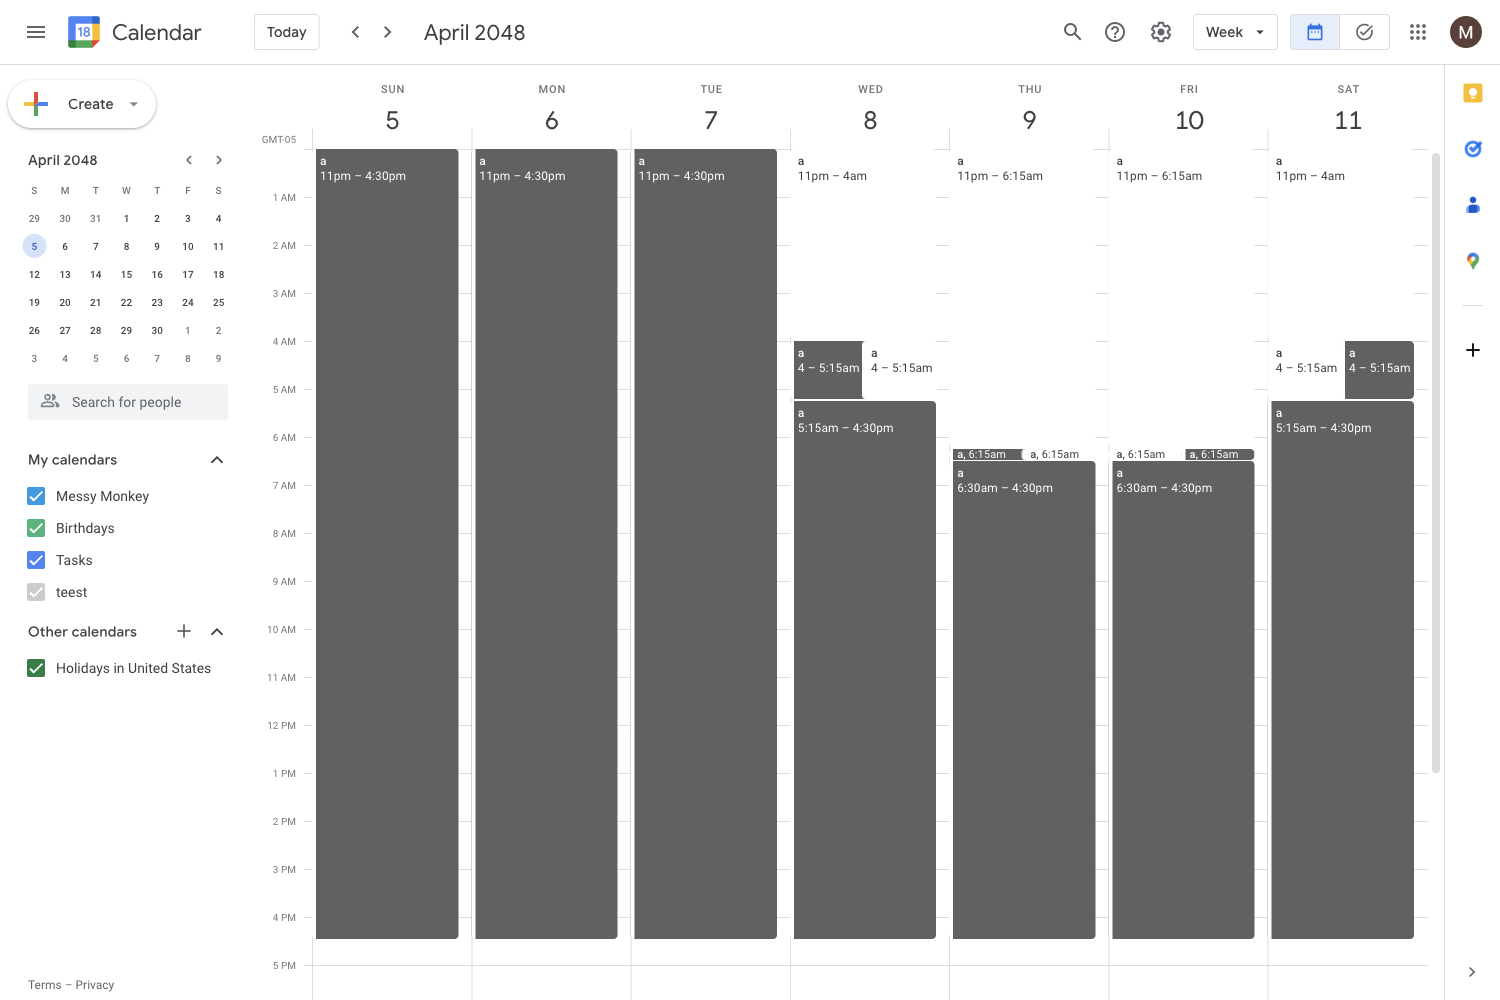 18 Calendar Today April 2048 Week M
Create
April 2048
S M T W T F S
29 30 31 1 2 3 4
5 6 7 8 9 10 11
12 13 14 15 16 17 18
19 20 21 22 23 24 25
26 27 28 29 30 1 2
3 4 5 6 7 8 9
Search for people
My calendars
Messy Monkey
Birthdays
Tasks
teest
Other calendars
Holidays in United States
Terms – Privacy
SUN MON TUE WED THU FRI SAT
5 6 7 8 9 10 11
GMT-05
a a a a a a a
11pm – 4:30pm 11pm – 4:30pm 11pm – 4:30pm 11pm – 4am 11pm – 6:15am 11pm – 6:15am 11pm – 4am
1 AM
2 AM
3 AM
4 AM
a a a a
4 – 5:15am 4 – 5:15am 4 – 5:15am 4 – 5:15am
5 AM
a a
5:15am – 4:30pm 5:15am – 4:30pm
6 AM
a, 6:15am a, 6:15am a, 6:15am a, 6:15am
a a
7 AM 6:30am – 4:30pm 6:30am – 4:30pm
8 AM
9 AM
10 AM
11 AM
12 PM
1 PM
2 PM
3 PM
4 PM
5 PM